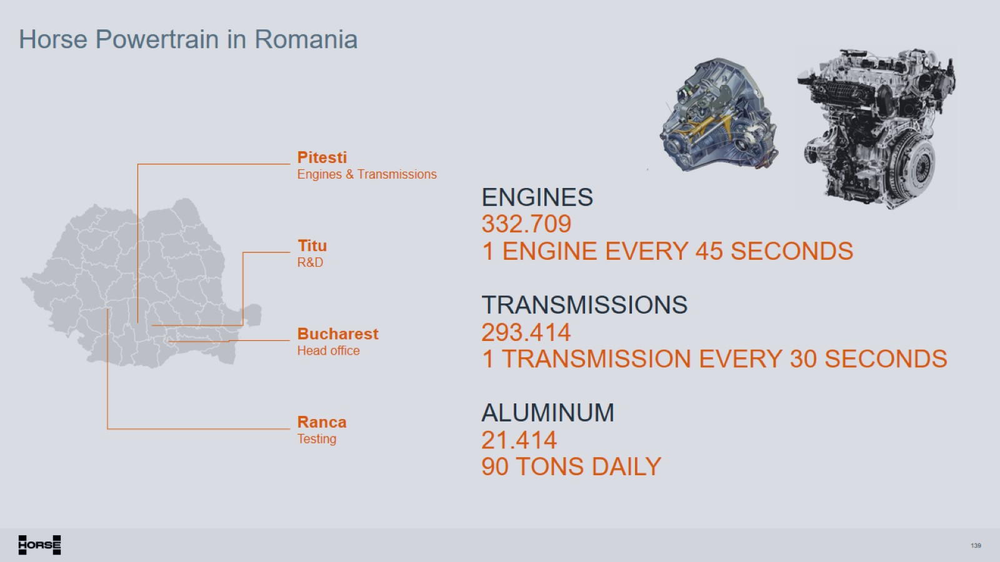 Horse Powertrain in Romania
Pitesti
Engines & Transmissions
Titu
R&D
Bucharest
Head office
Ranca
Testing
ENGINES
332.709
1 ENGINE EVERY 45 SECONDS
TRANSMISSIONS
293.414
1 TRANSMISSION EVERY 30 SECONDS
ALUMINUM
21.414
90 TONS DAILY
HORSE
139